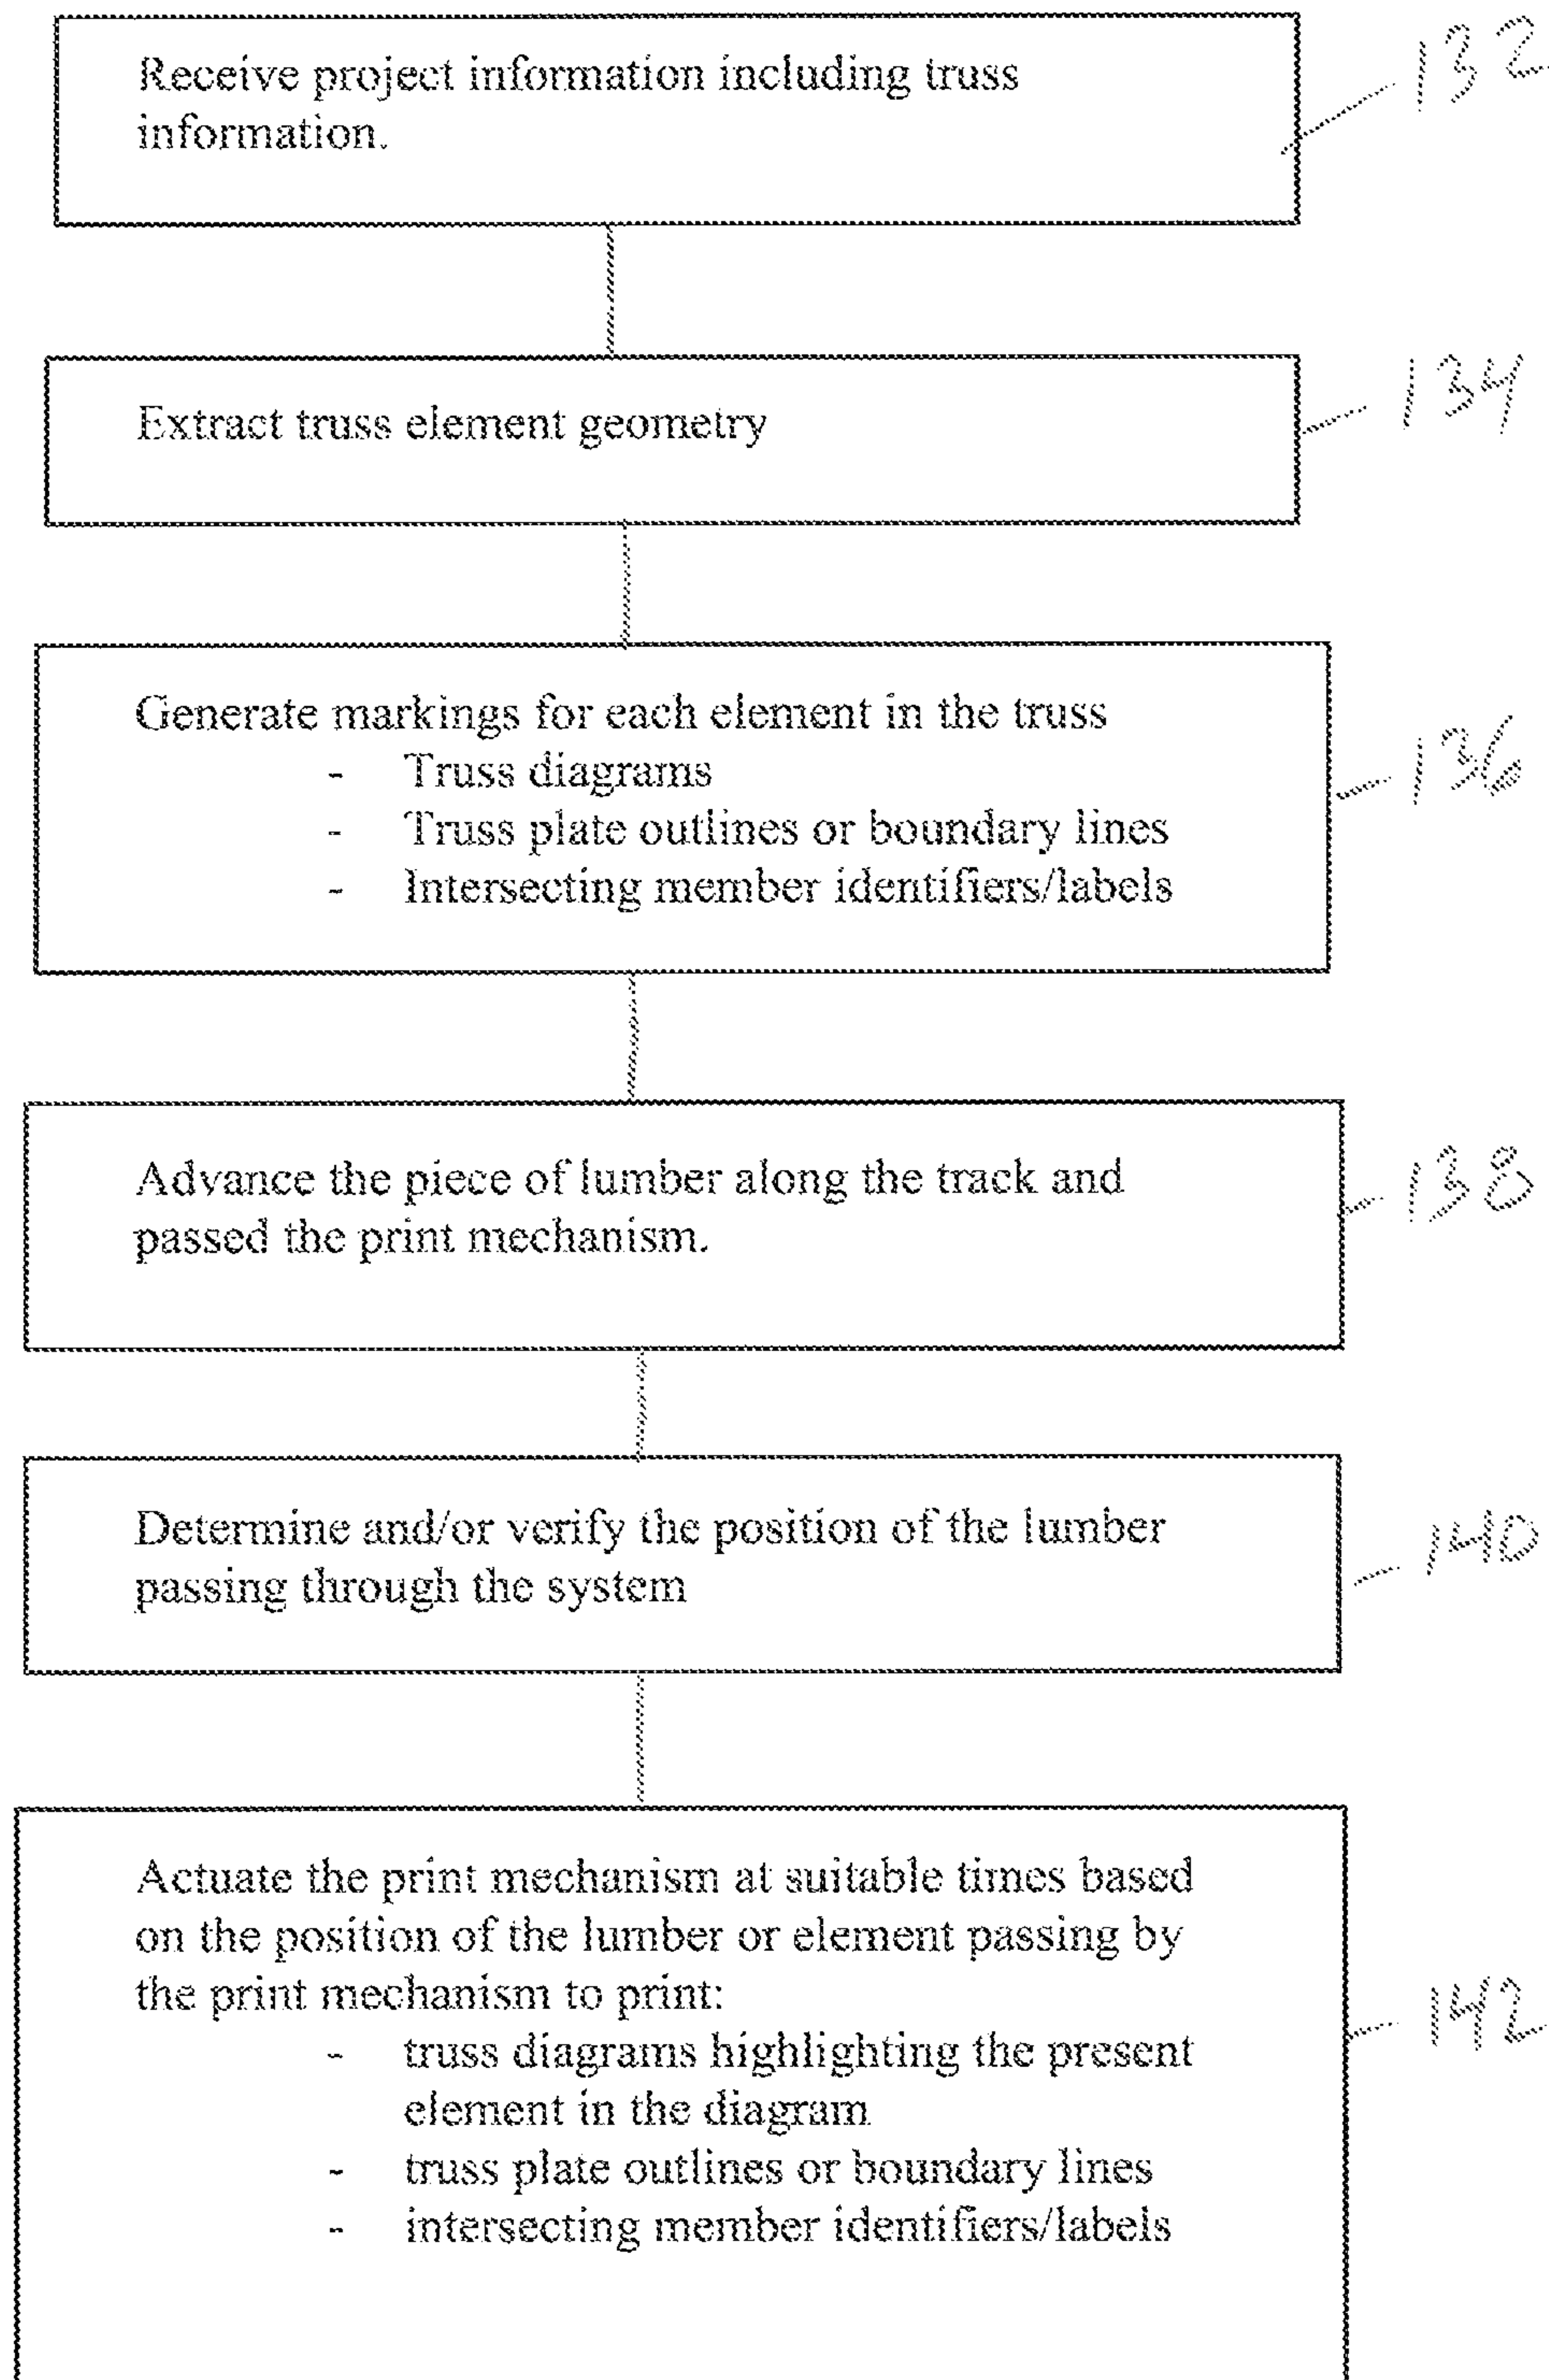 Receive project information including truss
information.
132
Extract truss element geometry
134
Generate markings for each element in the truss
- Truss diagrams
- Truss plate outlines or boundary lines
- Intersecting member identifiers/labels
136
Advance the piece of lumber along the track and
passed the print mechanism.
138
Determine and/or verify the position of the lumber
passing through the system
140
Actuate the print mechanism at suitable times based
on the position of the lumber or element passing by
the print mechanism to print:
- truss diagrams highlighting the present
element in the diagram
- truss plate outlines or boundary lines
- intersecting member identifiers/labels
142